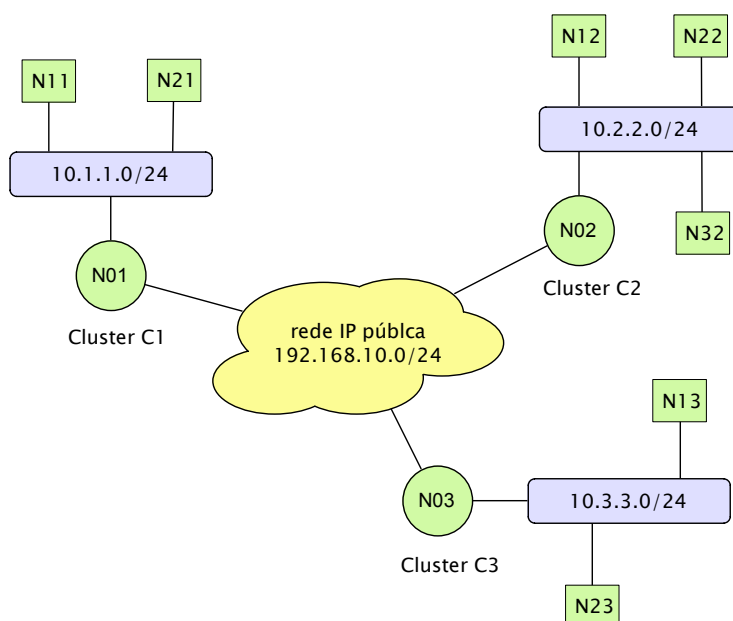 N12
N22
N11
N21
10.2.2.0/24
10.1.1.0/24
N02
N32
N01
Cluster C2
Cluster C1
rede IP públca
192.168.10.0/24
N13
N03
10.3.3.0/24
Cluster C3
N23